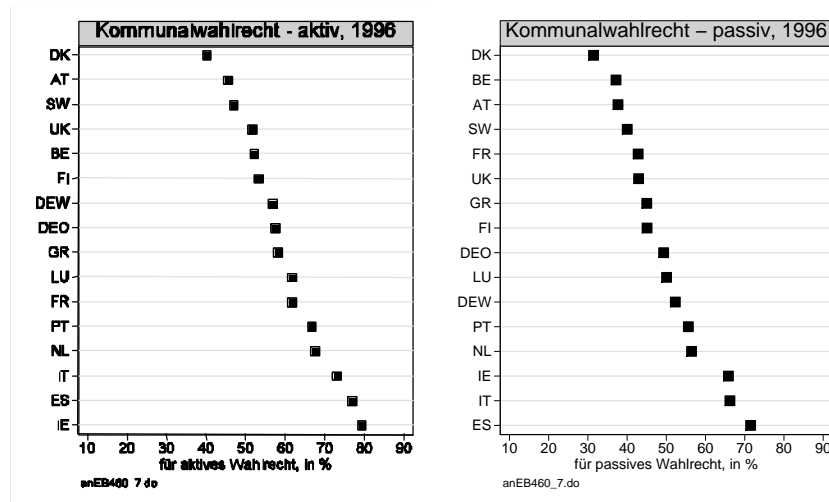 Kommunalwahlrecht - aktiv, 1996
DK
AT
SW
UK
BE
FI
DEW
DEO
GR
LU
FR
PT
NL
IT
ES
IE
10 20 30 40 50 60 70 80 90
für aktives Wahlrecht, in %
anEB460_7.do
Kommunalwahlrecht – passiv, 1996
DK
BE
AT
SW
FR
UK
GR
FI
DEO
LU
DEW
PT
NL
IE
IT
ES
10 20 30 40 50 60 70 80 90
für passives Wahlrecht, in %
anEB460_7.do